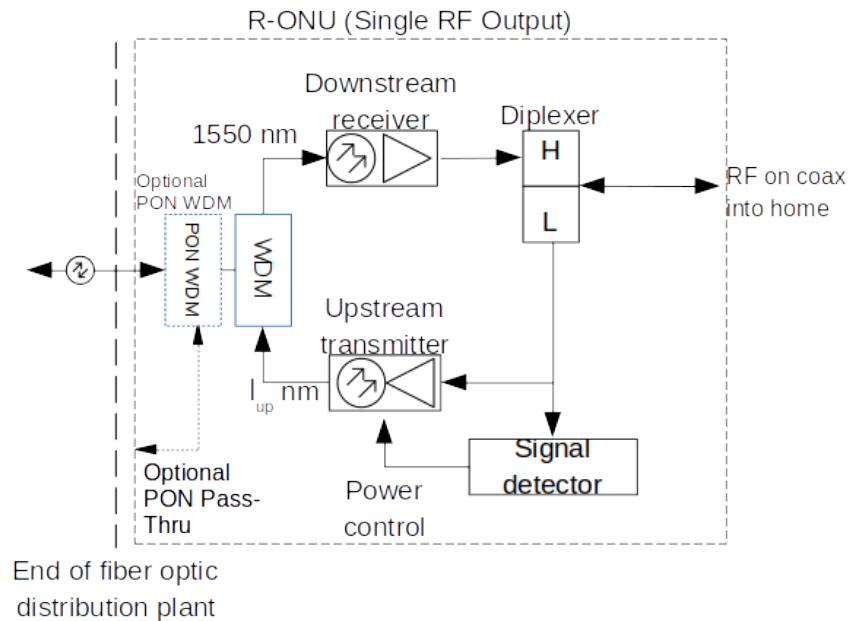 R-ONU (Single RF Output)
Downstream
receiver
1550 nm
Diplexer
H
L
RF on coax
into home
Optional
PON WDM
PON WDM
WDM
Upstream
transmitter
lup nm
Signal
detector
Power
control
Optional
PON Pass-
Thru
End of fiber optic
distribution plant